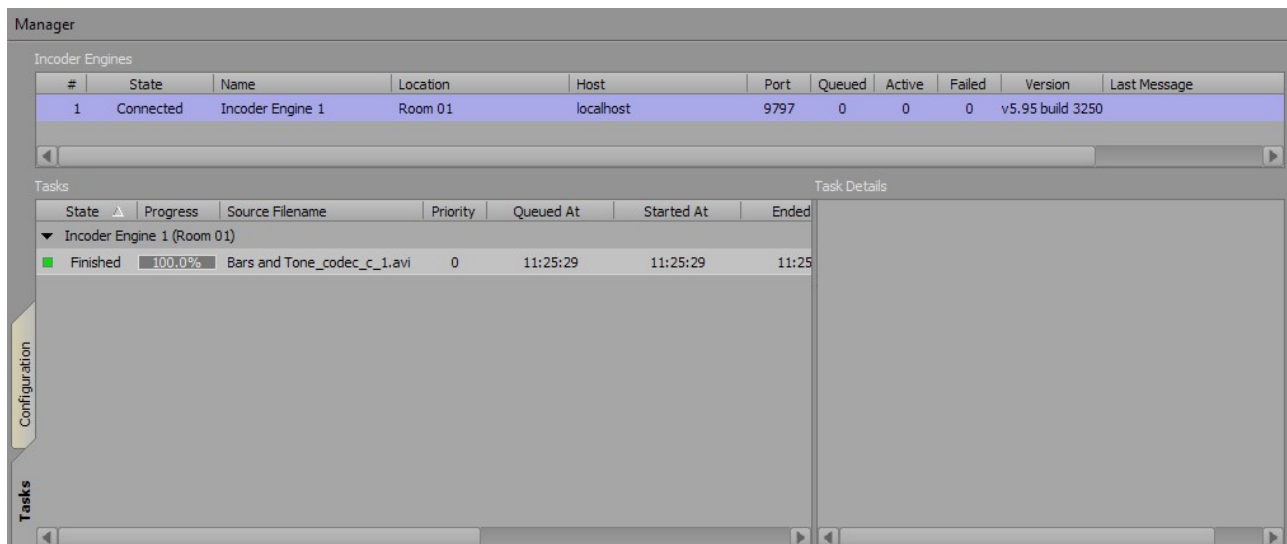 Manager
Incoder Engines
# State Name Location Host Port Queued Active Failed Version Last Message
1 Connected Incoder Engine 1 Room 01 localhost 9797 0 0 0 v5.95 build 3250
Tasks Task Details
State Progress Source Filename Priority Queued At Started At Ended
Incoder Engine 1 (Room 01)
Finished 100.0% Bars and Tone_codec_c_1.avi 0 11:25:29 11:25:29 11:25
Configuration
Tasks